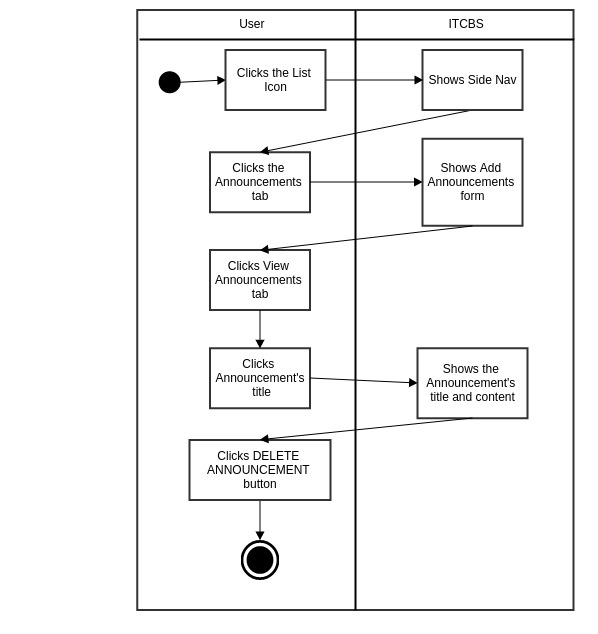 User
ITCBS
Clicks the List
Icon
Shows Side Nav
Clicks the
Announcements
tab
Shows Add
Announcements
form
Clicks View
Announcements
tab
Clicks
Announcement's
title
Shows the
Announcement's
title and content
Clicks DELETE
ANNOUNCEMENT
button